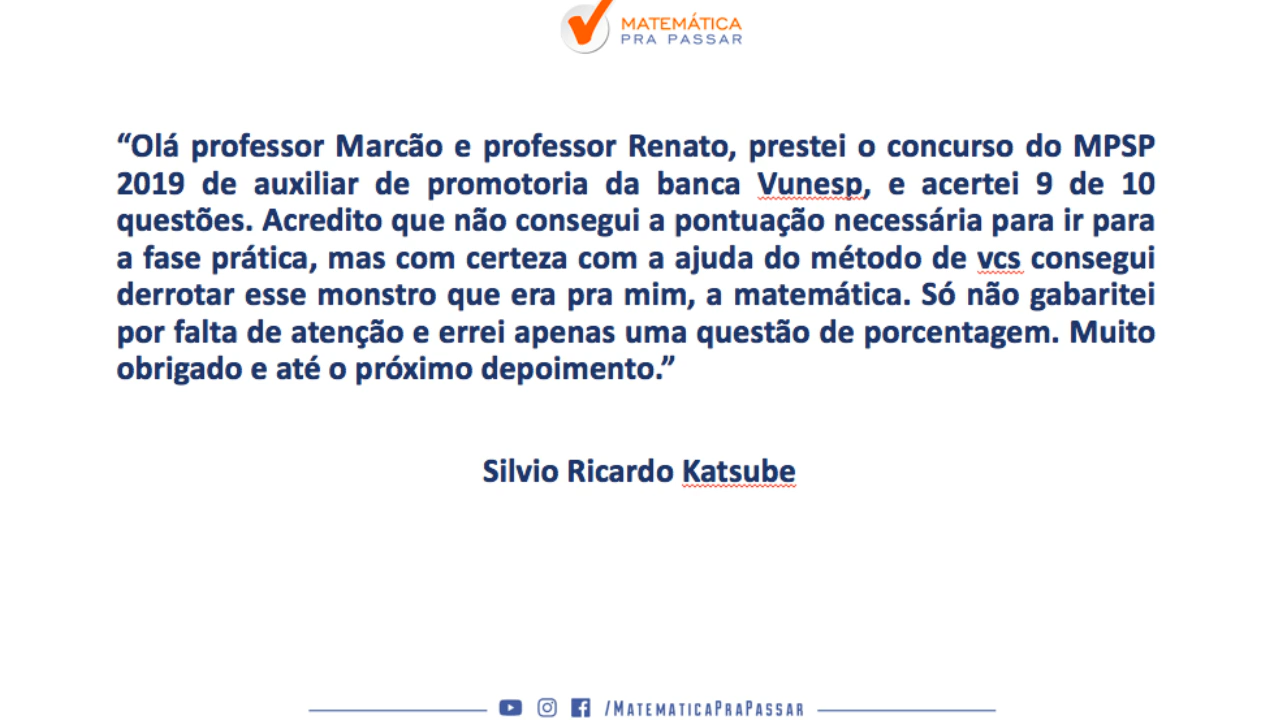 MATEMÁTICA
PRA PASSAR
“Olá professor Marcão e professor Renato, prestei o concurso do MPSP
2019 de auxiliar de promotoria da banca Vunesp, e acertei 9 de 10
questões. Acredito que não consegui a pontuação necessária para ir para
a fase prática, mas com certeza com a ajuda do método de vcs consegui
derrotar esse monstro que era pra mim, a matemática. Só não gabaritei
por falta de atenção e errei apenas uma questão de porcentagem. Muito
obrigado e até o próximo depoimento.”
Silvio Ricardo Katsube
/MATEMATICAPRAPASSAR